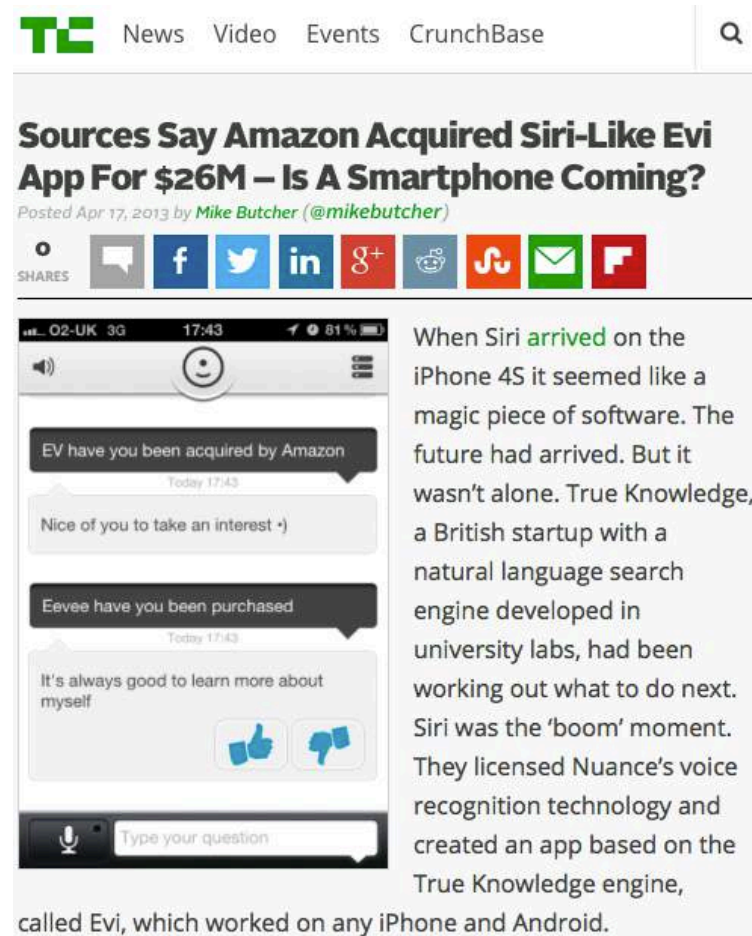 TC News Video Events CrunchBase
Sources Say Amazon Acquired Siri-Like Evi
App For $26M – Is A Smartphone Coming?
Posted Apr 17, 2013 by Mike Butcher (@mikebutcher)
0
SHARES
f in g+
O2-UK 3G 17:43 81%
EV have you been acquired by Amazon
Today 17:43
Nice of you to take an interest •)
Eevee have you been purchased
Today 17:43
It's always good to learn more about
myself
Type your question
When Siri arrived on the
iPhone 4S it seemed like a
magic piece of software. The
future had arrived. But it
wasn’t alone. True Knowledge,
a British startup with a
natural language search
engine developed in
university labs, had been
working out what to do next.
Siri was the ‘boom’ moment.
They licensed Nuance’s voice
recognition technology and
created an app based on the
True Knowledge engine,
called Evi, which worked on any iPhone and Android.